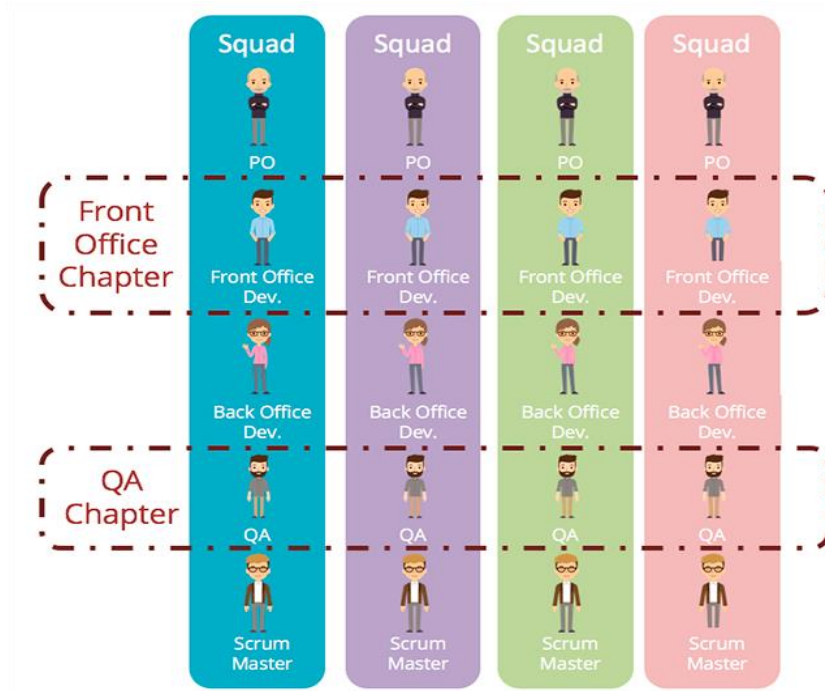 Squad
Squad
Squad
Squad
PO
PO
PO
PO
Front
Office
Chapter
Front Office
Dev.
Front Office
Dev.
Front Office
Dev.
Front Office
Dev.
Back Office
Dev.
Back Office
Dev.
Back Office
Dev.
Back Office
Dev.
QA
Chapter
QA
QA
QA
QA
Scrum
Master
Scrum
Master
Scrum
Master
Scrum
Master